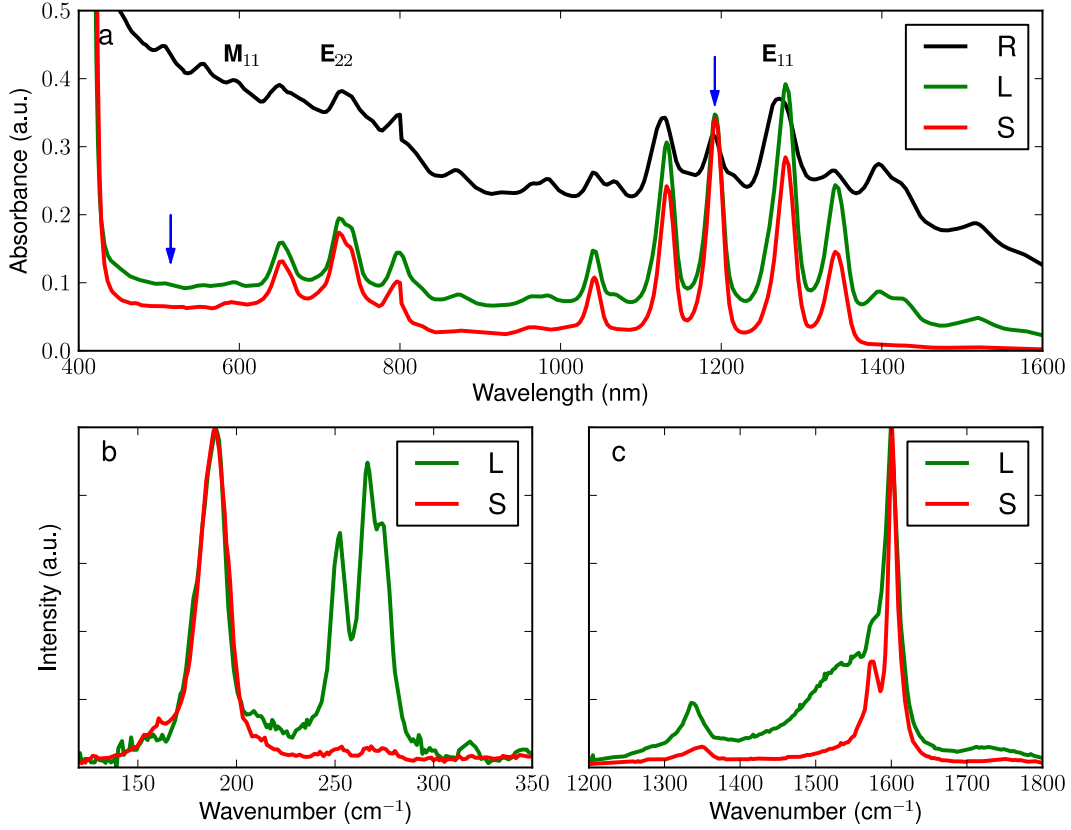 0.5
0.4
0.3
0.2
0.1
0.0
Absorbance (a.u.)
a
M₁₁
E₂₂
E₁₁
R
L
S
400
600
800
1000
1200
1400
1600
Wavelength (nm)
b
L
S
Intensity (a.u.)
150
200
250
300
350
Wavenumber (cm⁻¹)
c
L
S
1200
1300
1400
1500
1600
1700
1800
Wavenumber (cm⁻¹)